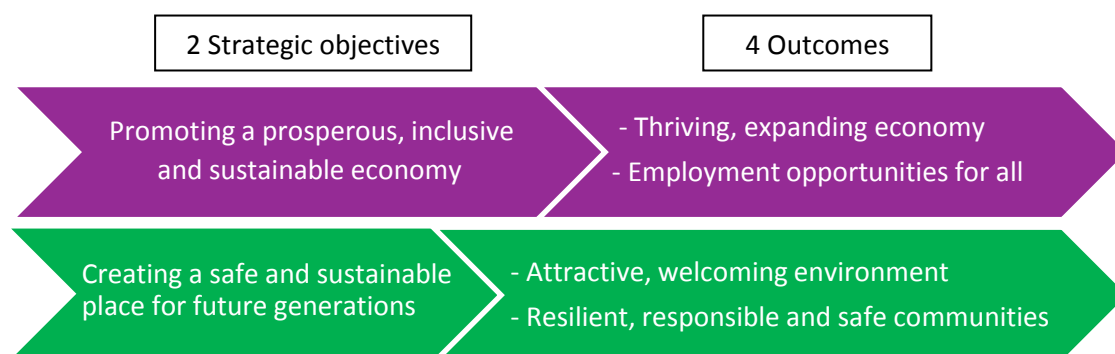 2 Strategic objectives
4 Outcomes
Promoting a prosperous, inclusive
and sustainable economy
- Thriving, expanding economy
- Employment opportunities for all
Creating a safe and sustainable
place for future generations
- Attractive, welcoming environment
- Resilient, responsible and safe communities